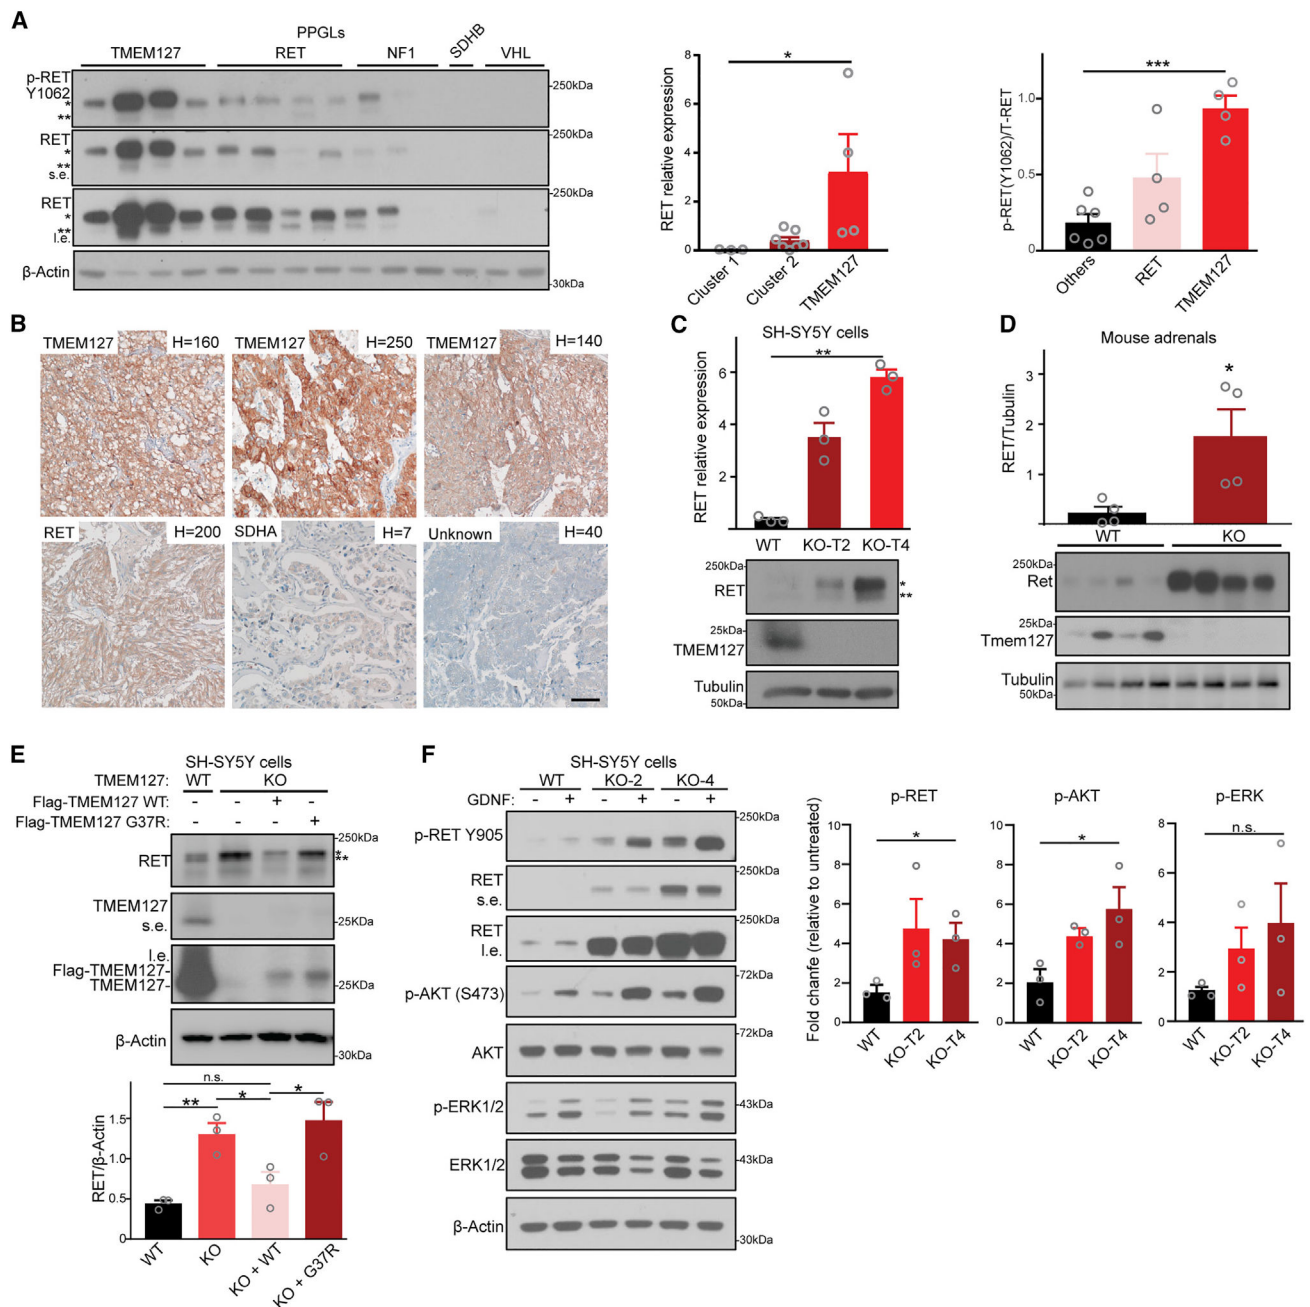 A
PPGLs
TMEM127
RET
NF1
SDHB
VHL
p-RET
Y1062
*
**
250kDa
RET
*
**
s.e.
250kDa
RET
*
**
l.e.
250kDa
β-Actin
30kDa
RET relative expression
8
6
4
2
0
*
Cluster 1
Cluster 2
TMEM127
p-RET(Y1062)/T-RET
1.0
0.5
0
***
Others
RET
TMEM127
B
TMEM127
H=160
TMEM127
H=250
TMEM127
H=140
RET
H=200
SDHA
H=7
Unknown
H=40
C
SH-SY5Y cells
RET relative expression
6
4
2
**
WT
KO-T2
KO-T4
250kDa
RET
*
**
25kDa
TMEM127
Tubulin
50kDa
D
Mouse adrenals
RET/Tubulin
3
2
1
*
WT
KO
250kDa
Ret
25kDa
Tmem127
Tubulin
50kDa
E
SH-SY5Y cells
TMEM127: WT KO
Flag-TMEM127 WT: - - + -
Flag-TMEM127 G37R: - - - +
250kDa
RET
*
**
TMEM127
s.e.
25KDa
l.e.
Flag-TMEM127-
TMEM127-
25KDa
β-Actin
30kDa
n.s.
**
*
*
RET/β-Actin
1.5
1.0
0.5
0
WT
KO
KO + WT
KO + G37R
F
SH-SY5Y cells
WT KO-2 KO-4
GDNF: - + - + - +
250kDa
p-RET Y905
250kDa
RET
s.e.
250kDa
RET
l.e.
72kDa
p-AKT (S473)
72kDa
AKT
43kDa
p-ERK1/2
43kDa
ERK1/2
β-Actin
30kDa
Fold chanfe (relative to untreated)
p-RET
10
8
6
4
2
0
*
WT
KO-T2
KO-T4
p-AKT
10
8
6
4
2
0
*
WT
KO-T2
KO-T4
p-ERK
8
6
4
2
0
n.s.
WT
KO-T2
KO-T4